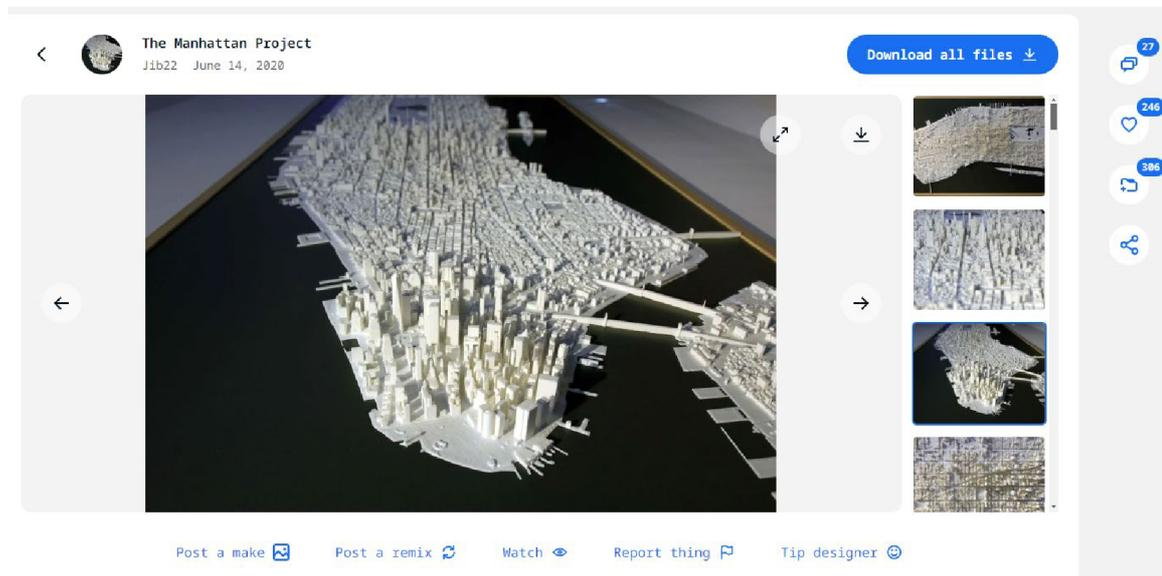 The Manhattan Project
Jib22 June 14, 2020
Download all files
27
246
306
Post a make
Post a remix
Watch
Report thing
Tip designer